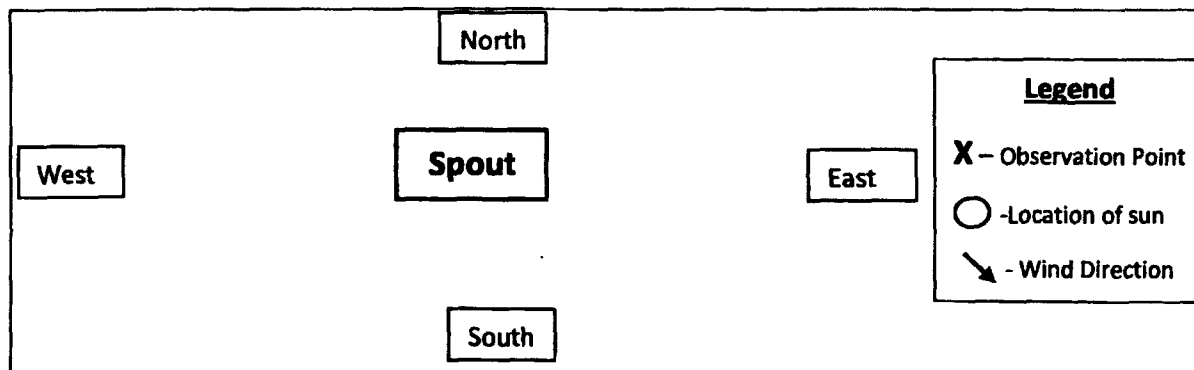 North
Legend
Spout
X – Observation Point
West
East
-Location of sun
- Wind Direction
South